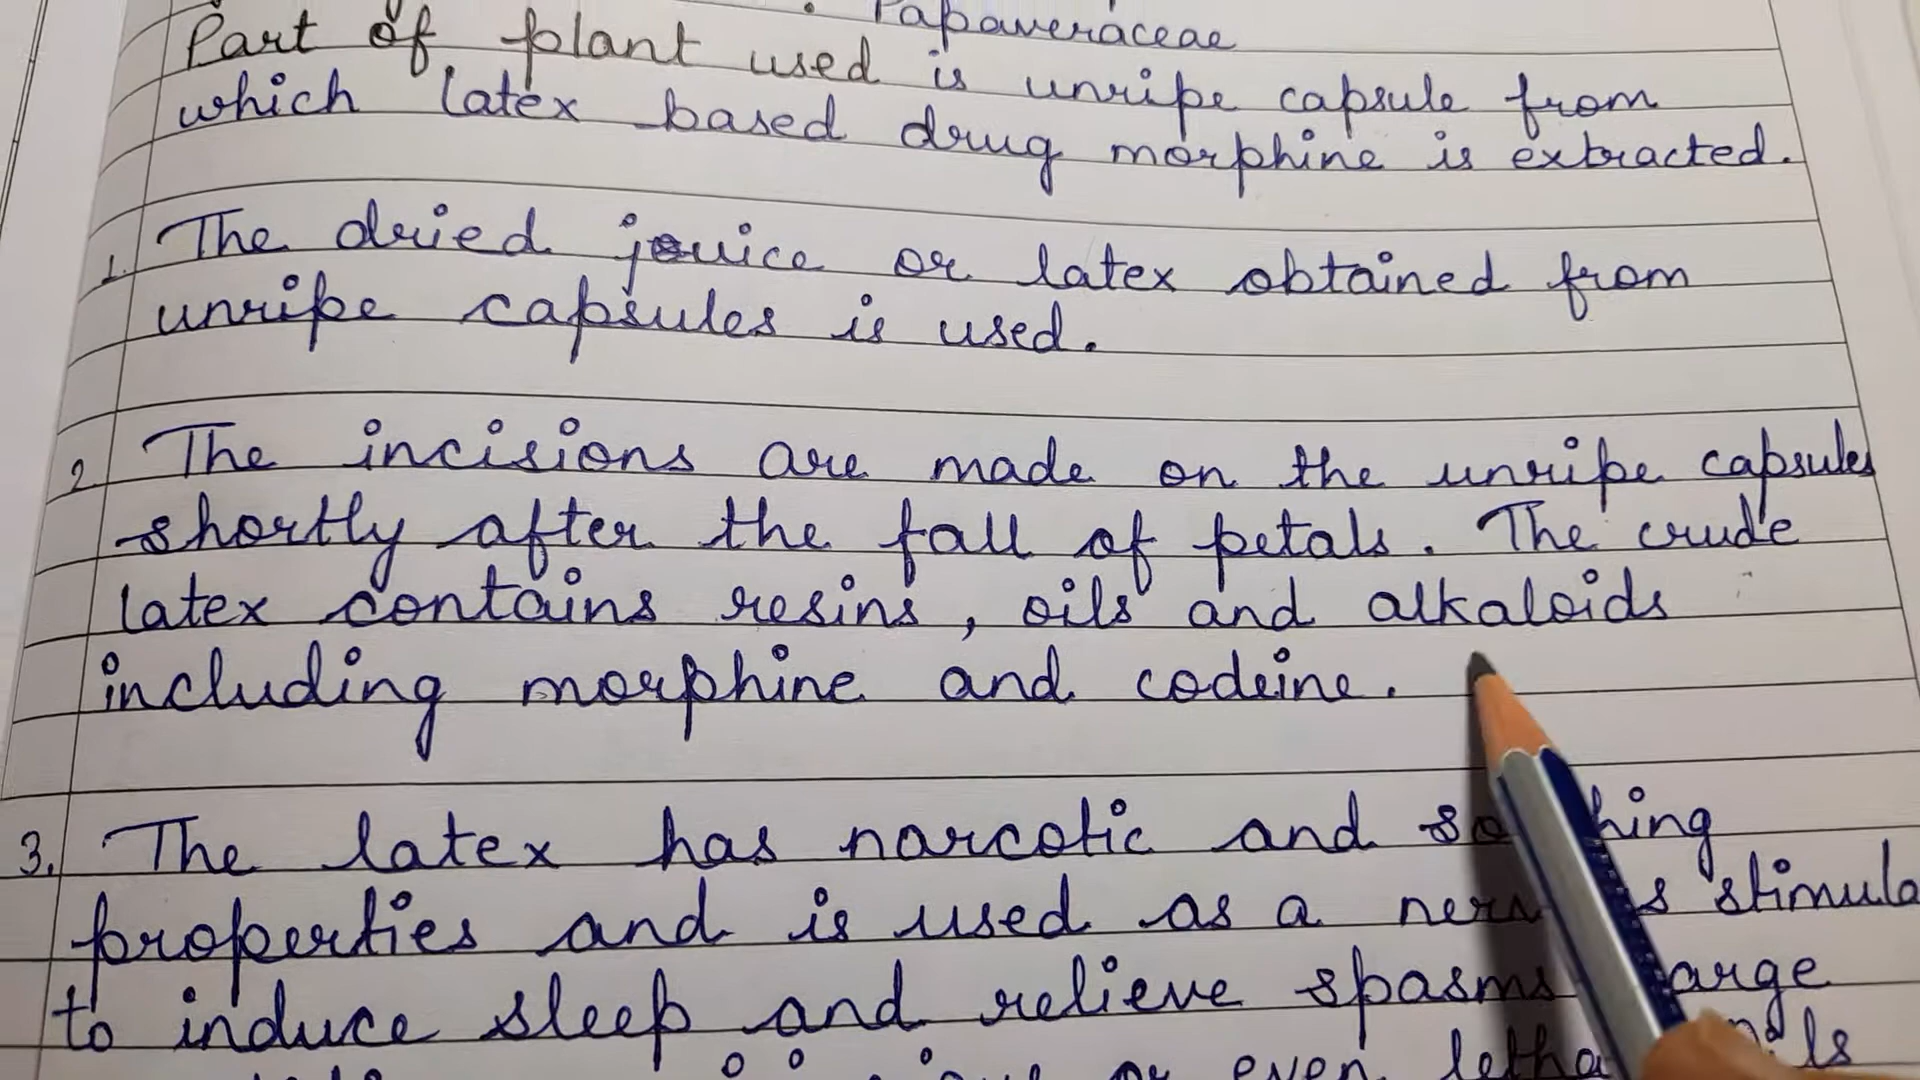 Papaveraceae
Part of plant used is unripe capsule from
which latex based drug morphine is extracted.
1. The dried jouice or latex obtained from
unripe capsules is used.
2. The incisions are made on the unripe capsules
shortly after the fall of petals. The crude
latex contains resins, oils and alkaloids
including morphine and codeine.
3. The latex has narcotic and
properties and is used as a
to induce sleep and relieve spasms
or even